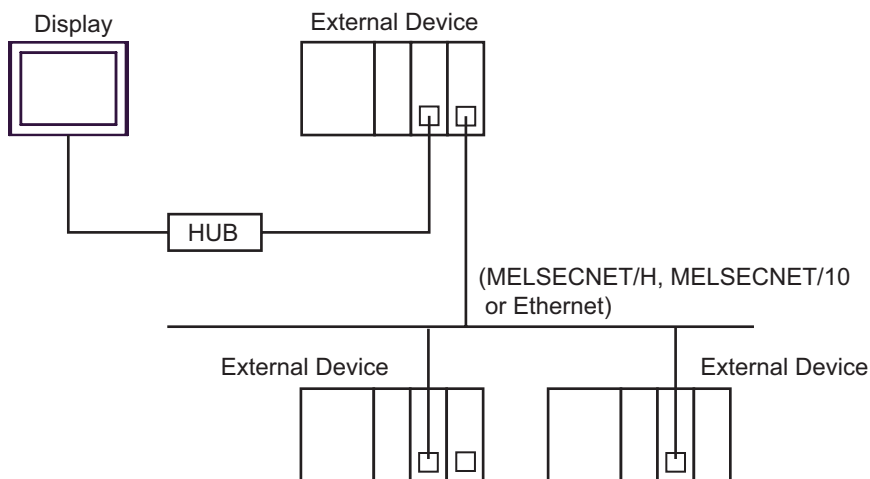 Display
External Device
HUB
(MELSECNET/H, MELSECNET/10
or Ethernet)
External Device
External Device